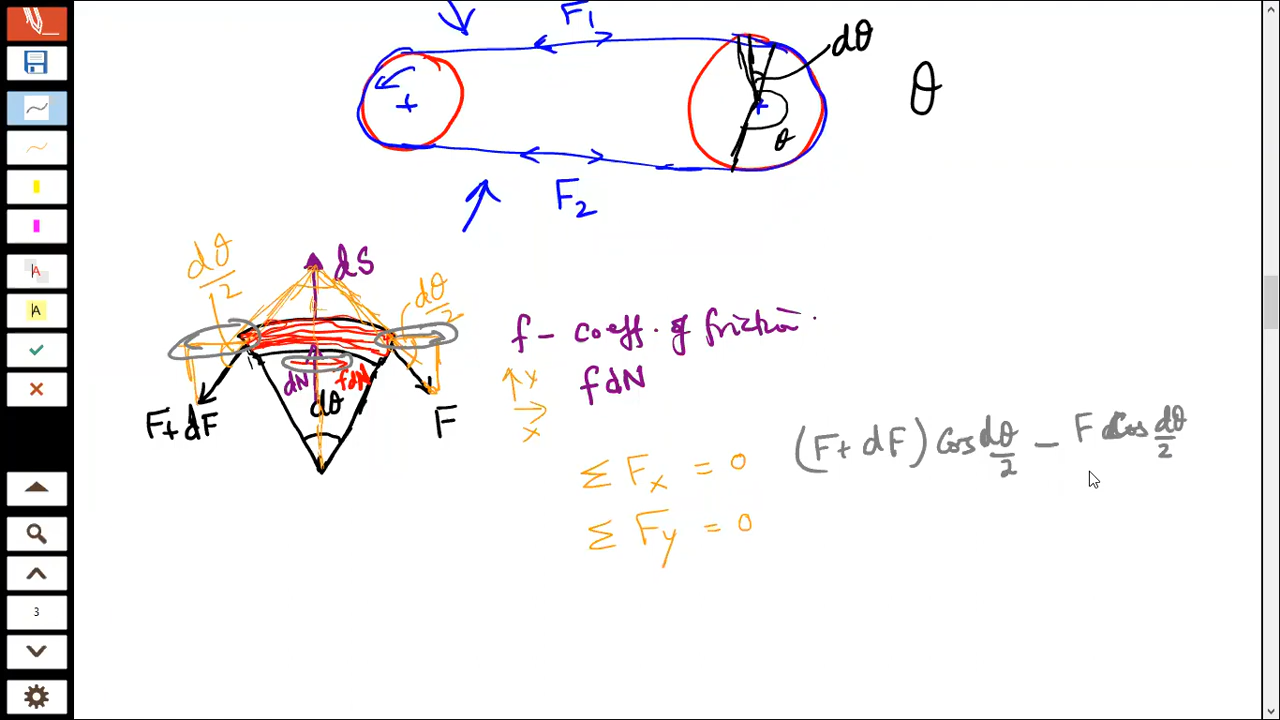 F₁
dθ
θ
θ
F₂
dθ/2
dS
dθ/2
f - coeff. of friction.
dN
fdN
x
fdN
dθ
F+dF
F
x
ΣFx = 0
(F+dF) Cos dθ/2 - F Cos dθ/2
ΣFy = 0
A
A
3